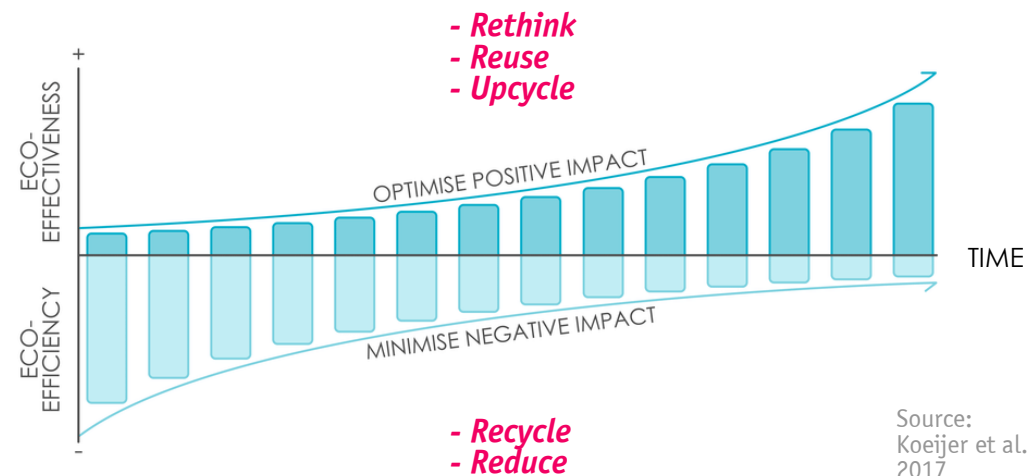 - Rethink
- Reuse
- Upcycle
+
ECO-
EFFECTIVENESS
OPTIMISE POSITIVE IMPACT
TIME
ECO-
EFFICIENCY
MINIMISE NEGATIVE IMPACT
-
- Recycle
- Reduce
Source:
Koeijer et al.
2017